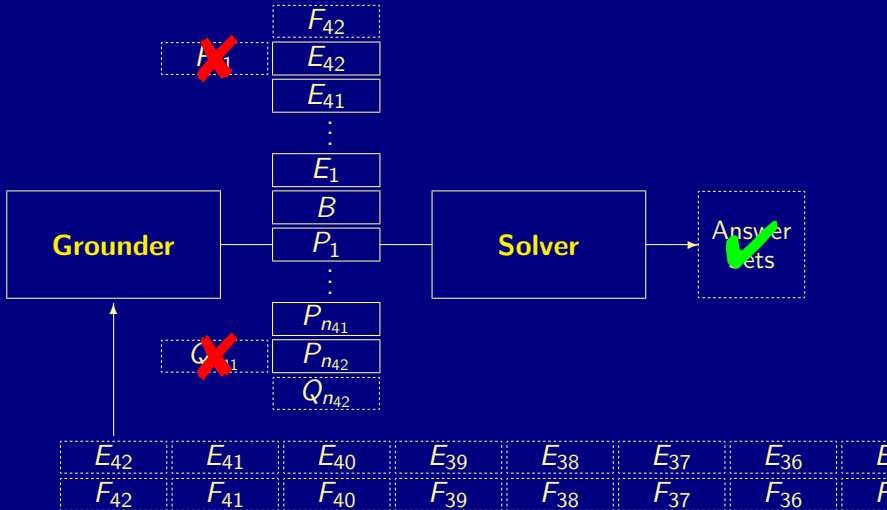 F₄₂
E₄₂
E₄₁
⋮
E₁
B
Grounder
P₁
Solver
Answer
Sets
⋮
Pₙ₄₁
Pₙ₄₂
Qₙ₄₂
E₄₂ E₄₁ E₄₀ E₃₉ E₃₈ E₃₇ E₃₆
F₄₂ F₄₁ F₄₀ F₃₉ F₃₈ F₃₇ F₃₆